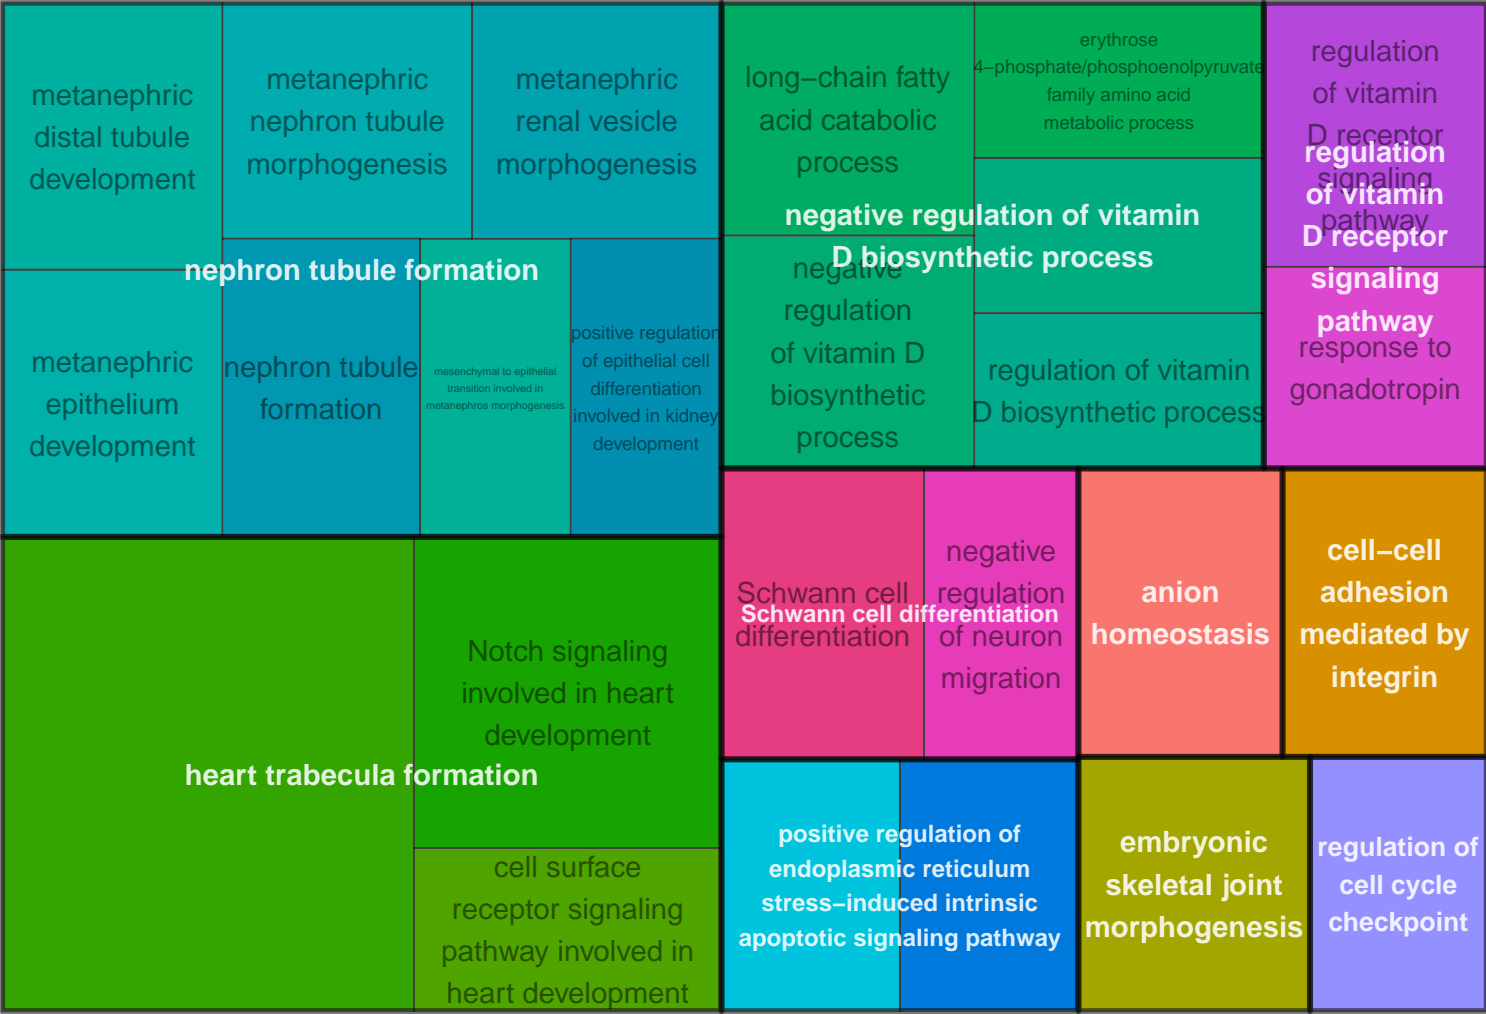 metanephric
distal tubule
development
metanephric
nephron tubule
morphogenesis
metanephric
renal vesicle
morphogenesis
nephron tubule formation
metanephric
epithelium
development
nephron tubule
formation
mesenchymal to epithelial
transition involved in
metanephros morphogenesis
positive regulation
of epithelial cell
differentiation
involved in kidney
development
long−chain fatty
acid catabolic
process
erythrose
4−phosphate/phosphoenolpyruvate
family amino acid
metabolic process
negative regulation of vitamin
D biosynthetic process
negative
regulation
of vitamin D
biosynthetic
process
regulation of vitamin
D biosynthetic process
regulation
of vitamin
D receptor
signaling
pathway
regulation
of vitamin
D receptor
signaling
pathway
response to
gonadotropin
heart trabecula formation
Notch signaling
involved in heart
development
cell surface
receptor signaling
pathway involved in
heart development
Schwann cell
differentiation
Schwann cell differentiation
negative
regulation
of neuron
migration
anion
homeostasis
cell−cell
adhesion
mediated by
integrin
positive regulation of
endoplasmic reticulum
stress−induced intrinsic
apoptotic signaling pathway
embryonic
skeletal joint
morphogenesis
regulation of
cell cycle
checkpoint